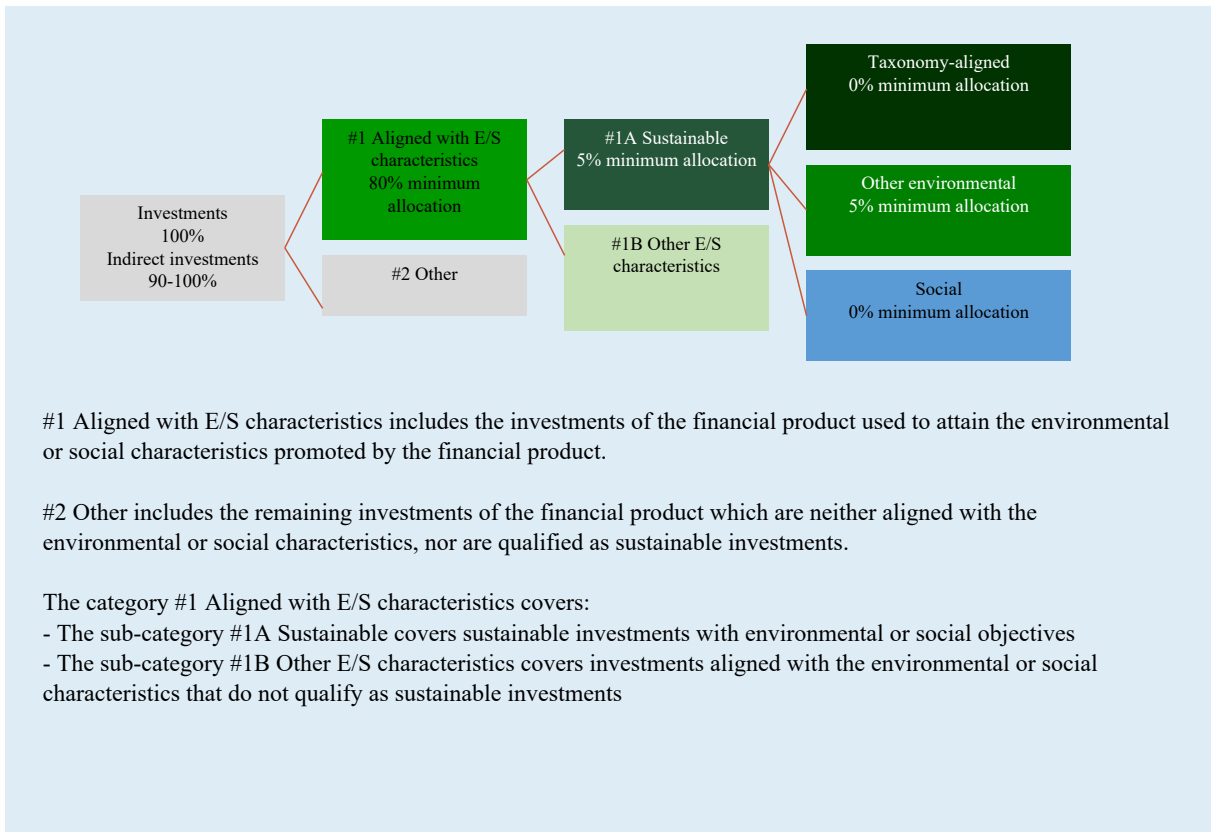 Investments
100%
Indirect investments
90-100%
#1 Aligned with E/S
characteristics
80% minimum
allocation
#2 Other
#1A Sustainable
5% minimum allocation
#1B Other E/S
characteristics
Taxonomy-aligned
0% minimum allocation
Other environmental
5% minimum allocation
Social
0% minimum allocation
#1 Aligned with E/S characteristics includes the investments of the financial product used to attain the environmental
or social characteristics promoted by the financial product.
#2 Other includes the remaining investments of the financial product which are neither aligned with the
environmental or social characteristics, nor are qualified as sustainable investments.
The category #1 Aligned with E/S characteristics covers:
- The sub-category #1A Sustainable covers sustainable investments with environmental or social objectives
- The sub-category #1B Other E/S characteristics covers investments aligned with the environmental or social
characteristics that do not qualify as sustainable investments